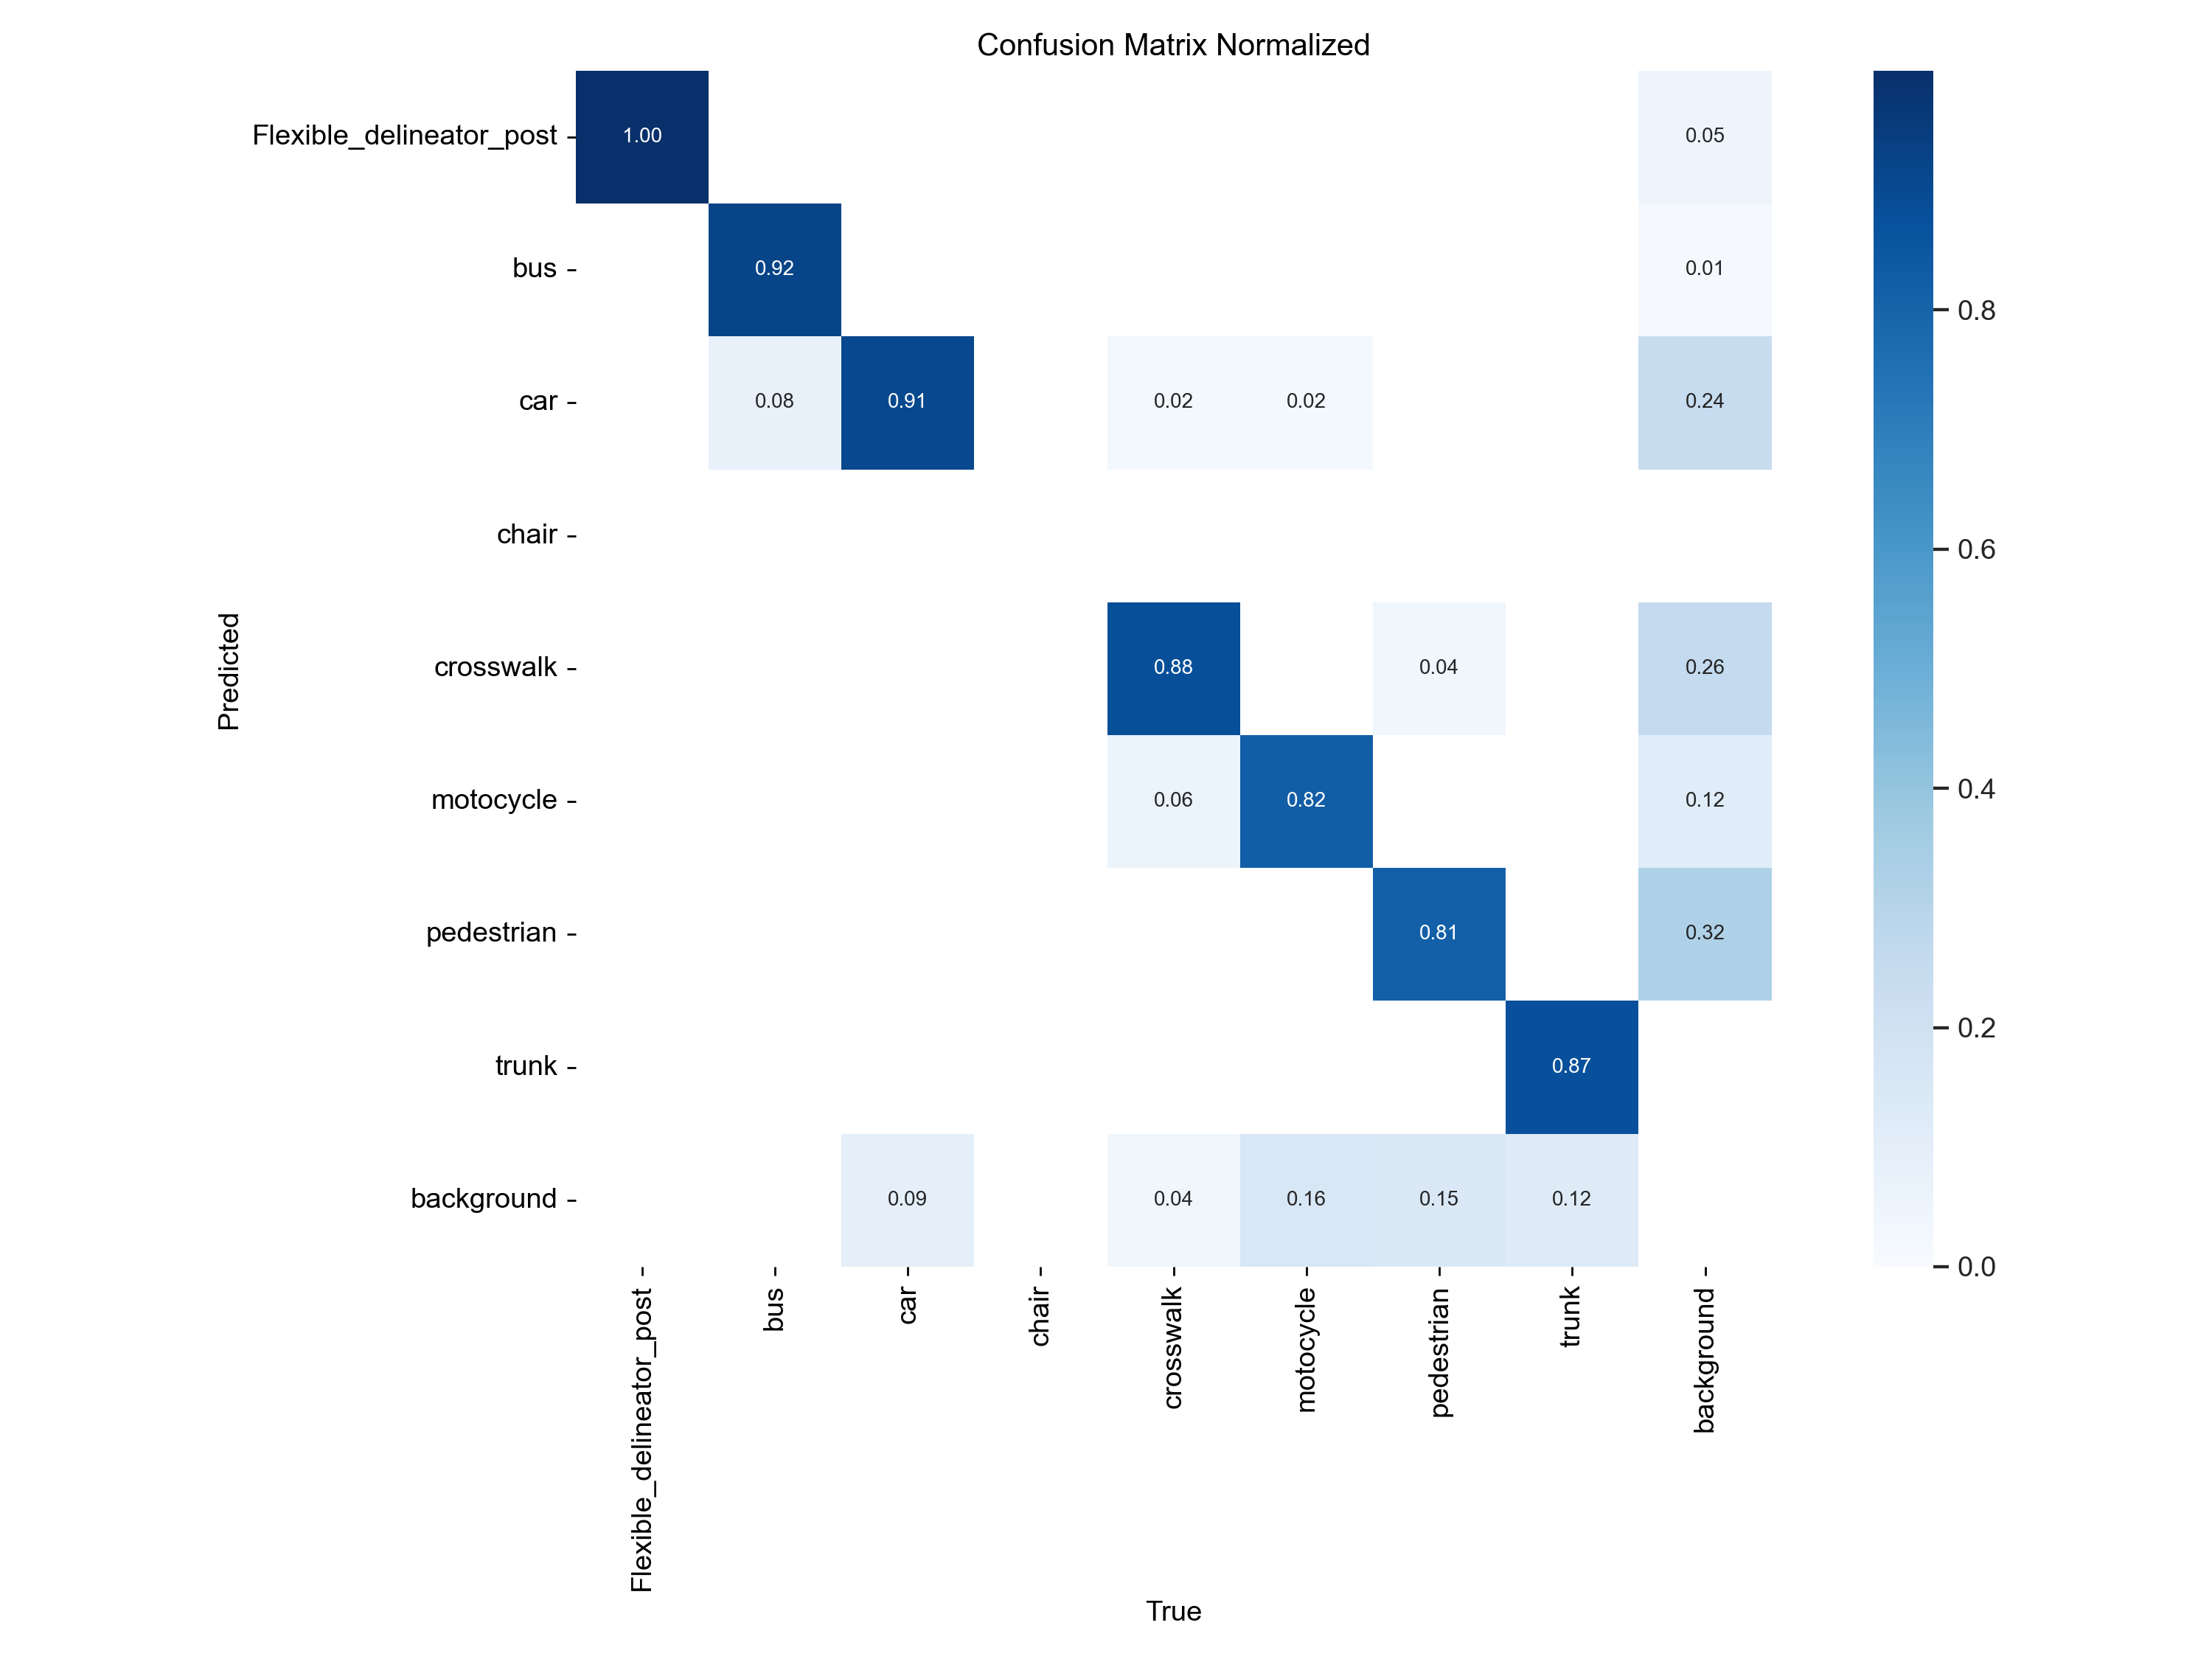 Confusion Matrix Normalized
Flexible_delineator_post 1.00 0.05
bus 0.92 0.01
0.8
car 0.08 0.91 0.02 0.02 0.24
chair
0.6
Predicted
crosswalk 0.88 0.04 0.26
motocycle 0.06 0.82 0.12
0.4
pedestrian 0.81 0.32
0.2
trunk 0.87
background 0.09 0.04 0.16 0.15 0.12
0.0
Flexible_delineator_post
bus
car
chair
crosswalk
motocycle
pedestrian
trunk
background
True